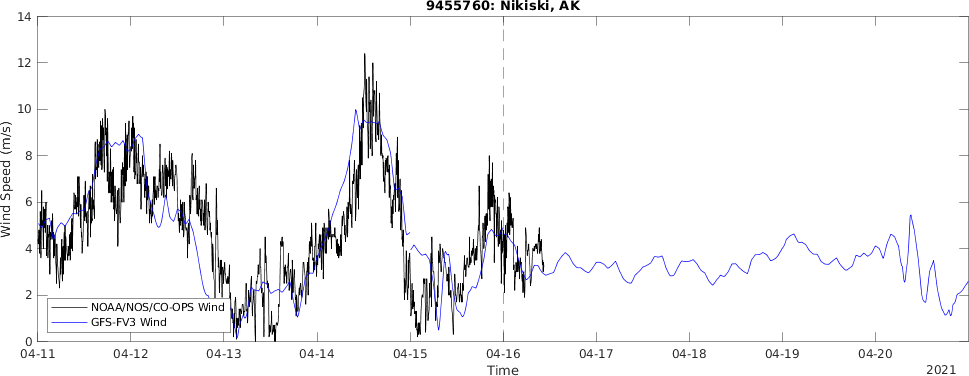 9455760: Nikiski, AK
14
12
10
8
6
4
2
0
Wind Speed (m/s)
NOAA/NOS/CO-OPS Wind
GFS-FV3 Wind
04-11 04-12 04-13 04-14 04-15 04-16 04-17 04-18 04-19 04-20
Time
2021